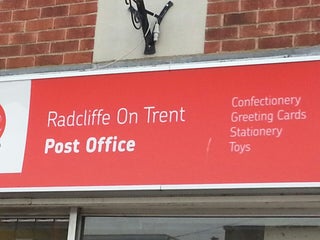 Radcliffe On Trent
Post Office
Confectionery
Greeting Cards
Stationery
Toys